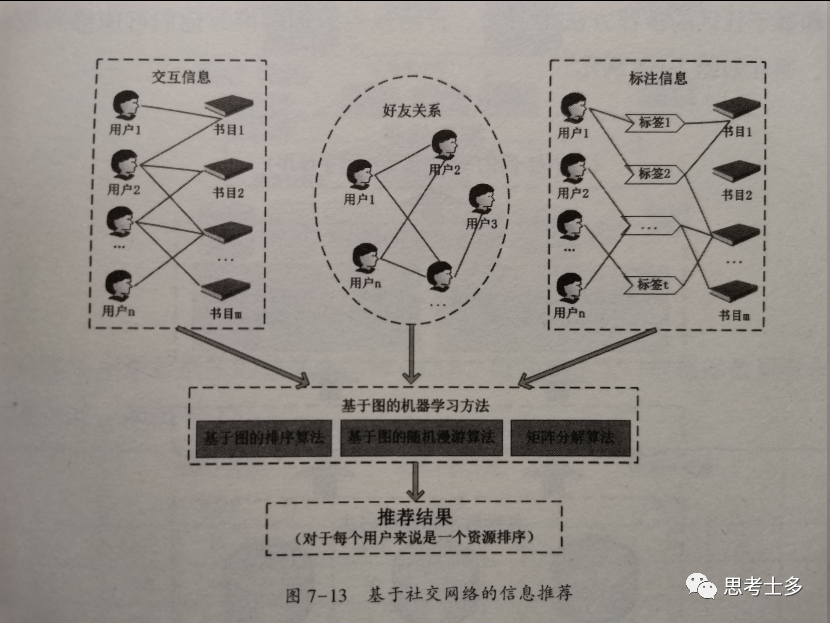 交互信息
用户1
书目1
用户2
书目2
...
...
用户n
书目m
好友关系
用户2
用户1
用户3
用户n
...
标注信息
用户1
标签1
书目1
用户2
标签2
书目2
...
...
...
标签t
用户n
书目m
基于图的机器学习方法
基于图的排序算法
基于图的随机漫游算法
矩阵分解算法
推荐结果
(对于每个用户来说是一个资源排序)
图 7-13 基于社交网络的信息推荐
思考士多